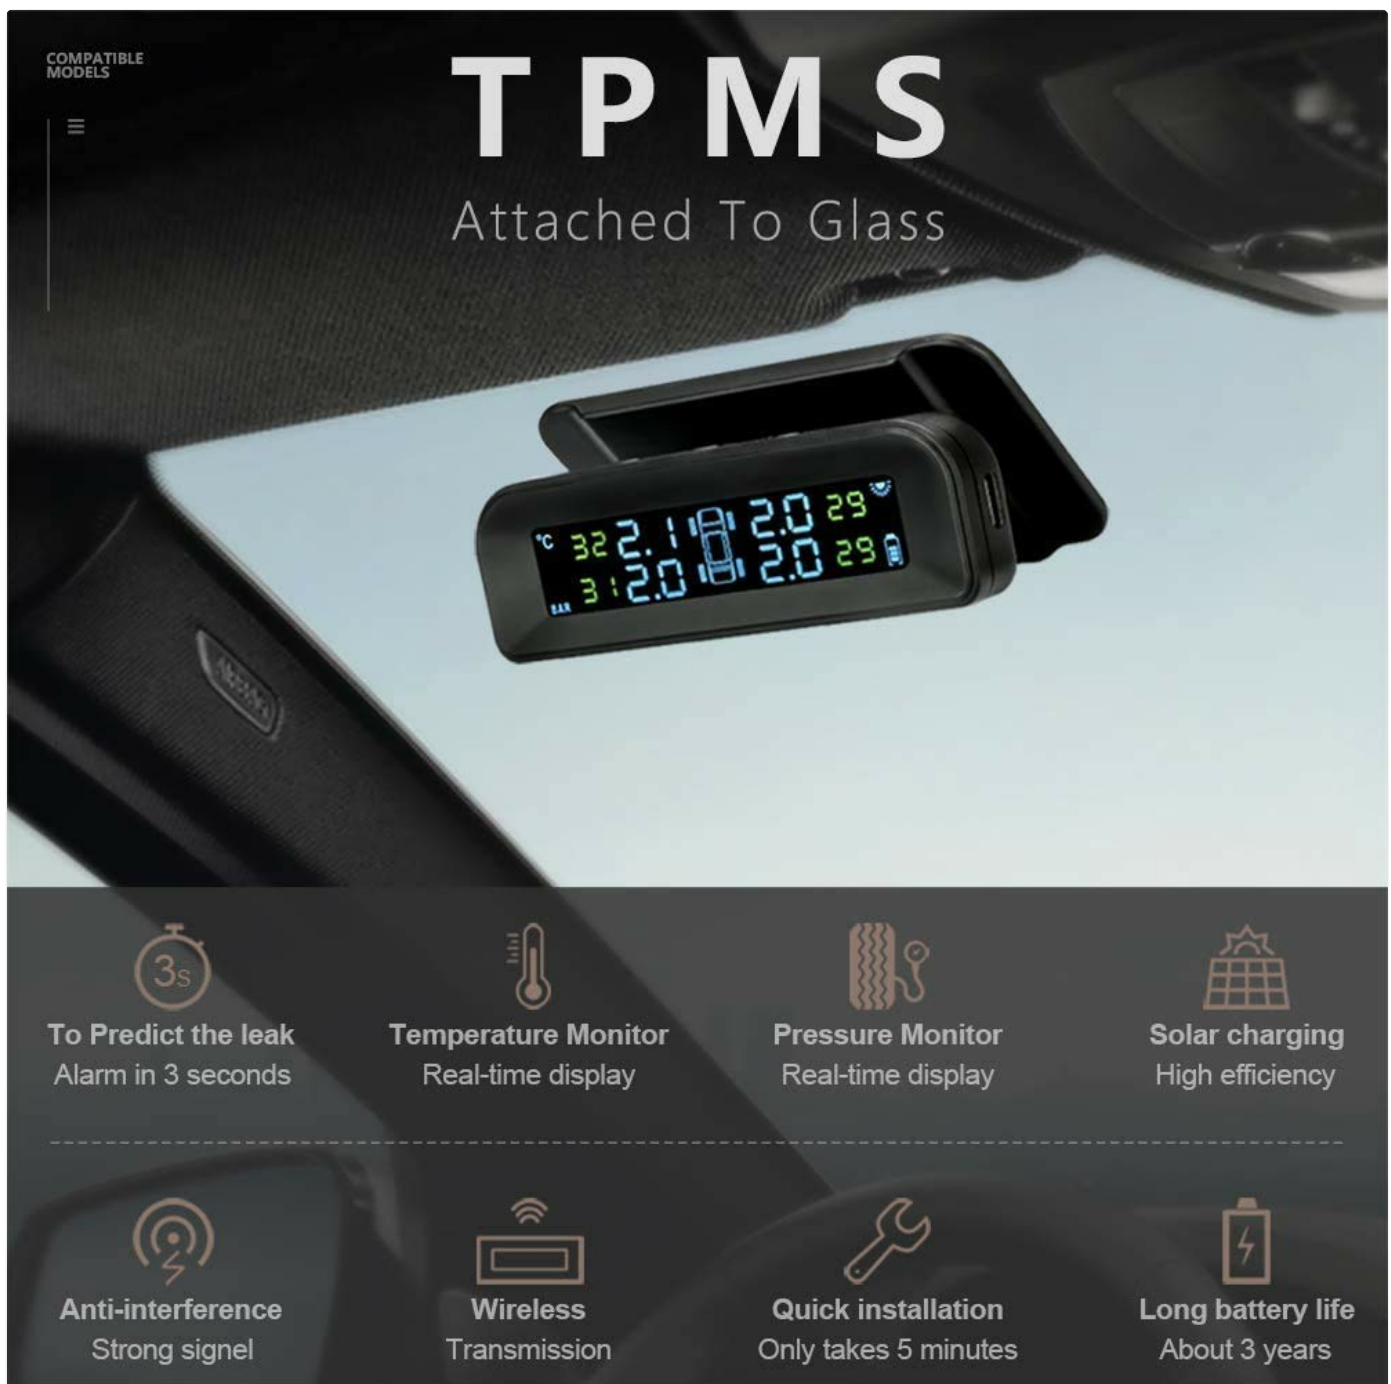 COMPATIBLE
MODELS
TPMS
Attached To Glass
°C 32 2.1 2.0 29
BAR 31 2.0 2.0 29
3s
To Predict the leak
Alarm in 3 seconds
Temperature Monitor
Real-time display
Pressure Monitor
Real-time display
Solar charging
High efficiency
Anti-interference
Strong signel
Wireless
Transmission
Quick installation
Only takes 5 minutes
Long battery life
About 3 years